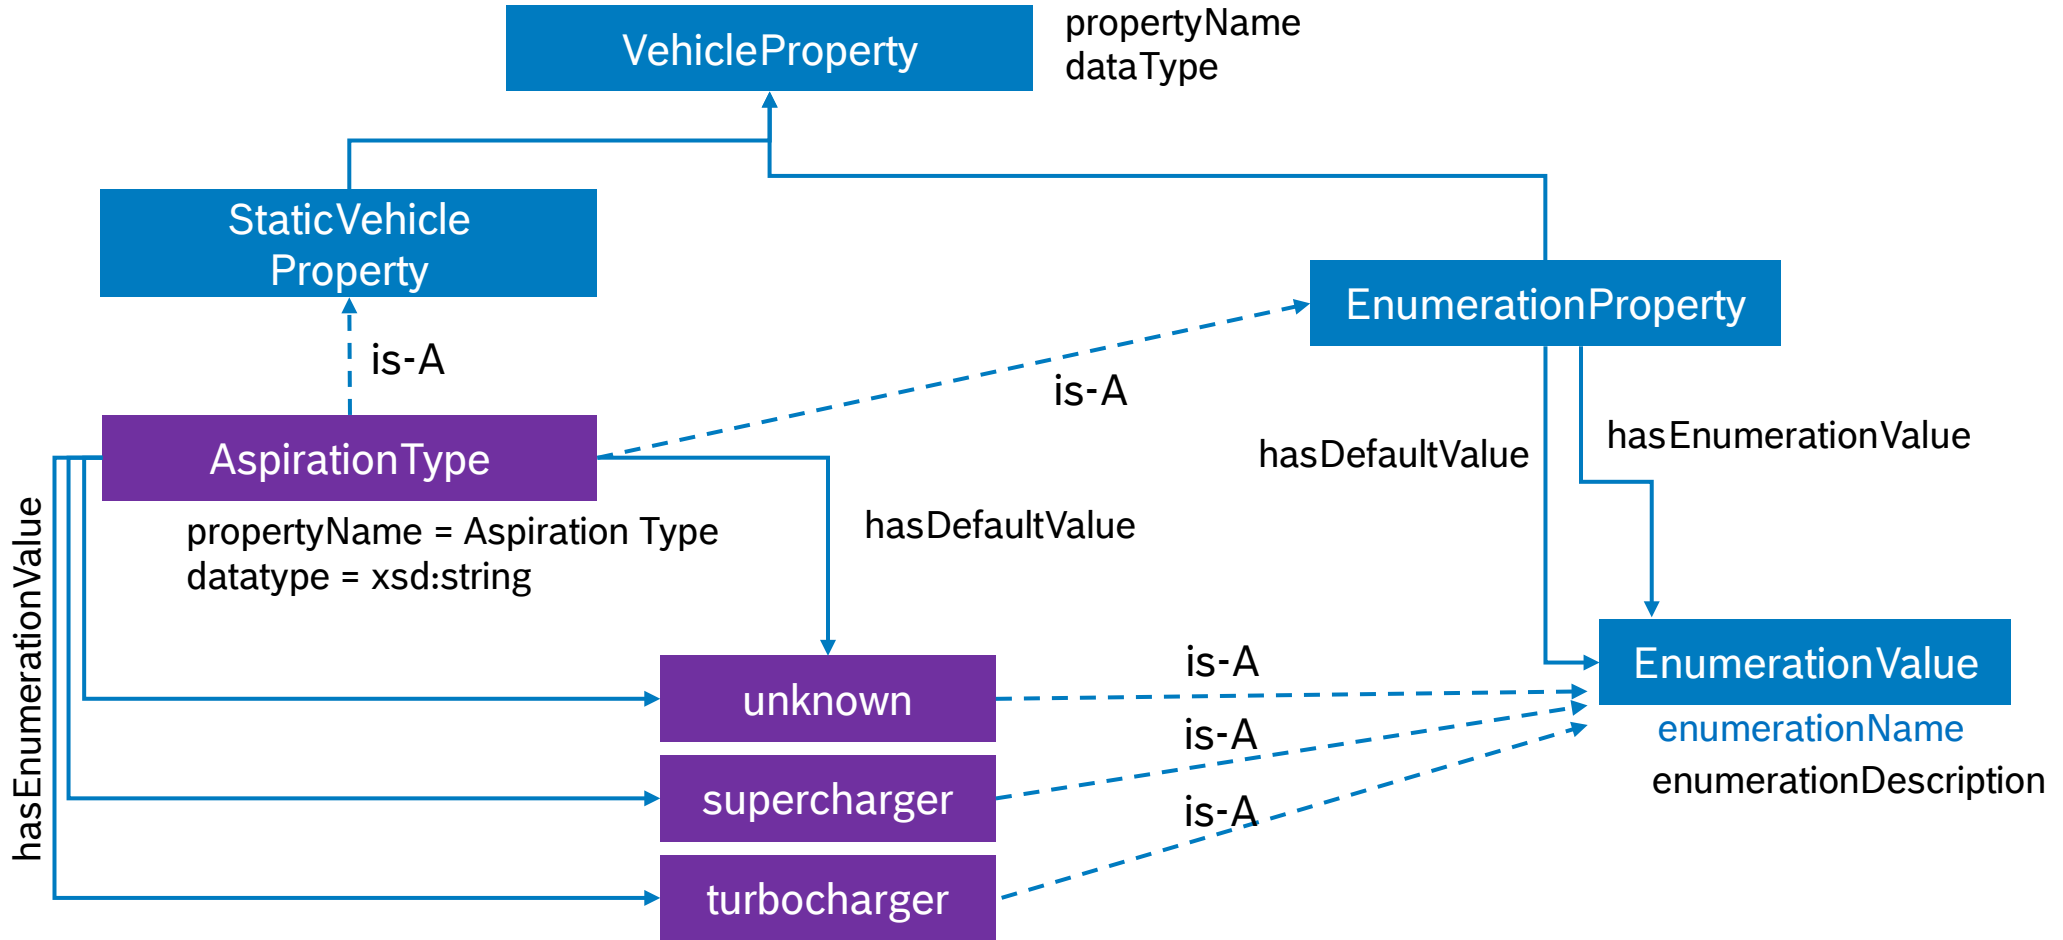 VehicleProperty
propertyName
dataType
StaticVehicle
Property
EnumerationProperty
is-A
is-A
AspirationType
hasDefaultValue
hasEnumerationValue
propertyName = Aspiration Type
datatype = xsd:string
hasDefaultValue
hasEnumerationValue
unknown
is-A
EnumerationValue
enumerationName
enumerationDescription
supercharger
is-A
turbocharger
is-A